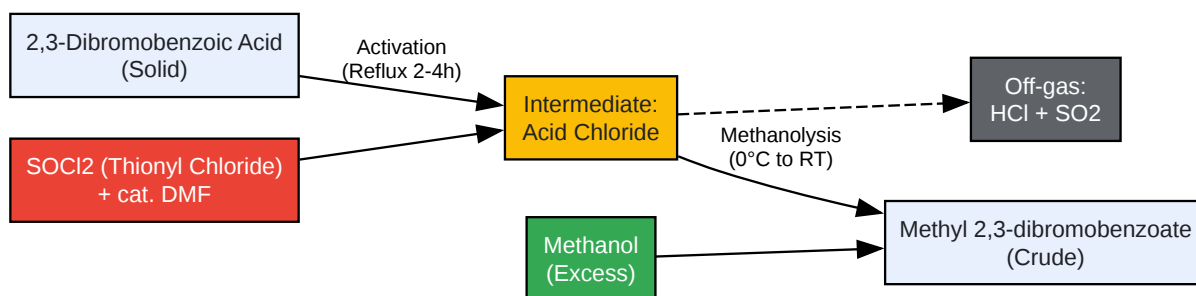 2,3-Dibromobenzoic Acid
(Solid)
SOCl2 (Thionyl Chloride)
+ cat. DMF
Activation
(Reflux 2-4h)
Intermediate:
Acid Chloride
Off-gas:
HCl + SO2
Methanolysis
(0°C to RT)
Methanol
(Excess)
Methyl 2,3-dibromobenzoate
(Crude)